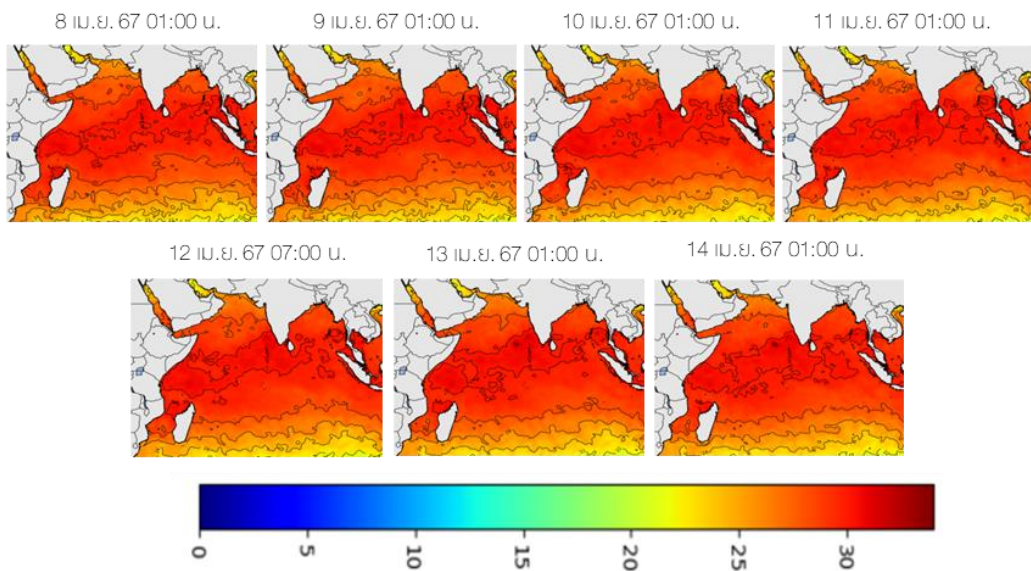 8 เม.ย. 67 01:00 น.
9 เม.ย. 67 01:00 น.
10 เม.ย. 67 01:00 น.
11 เม.ย. 67 01:00 น.
12 เม.ย. 67 07:00 น.
13 เม.ย. 67 01:00 น.
14 เม.ย. 67 01:00 น.
0 5 10 15 20 25 30